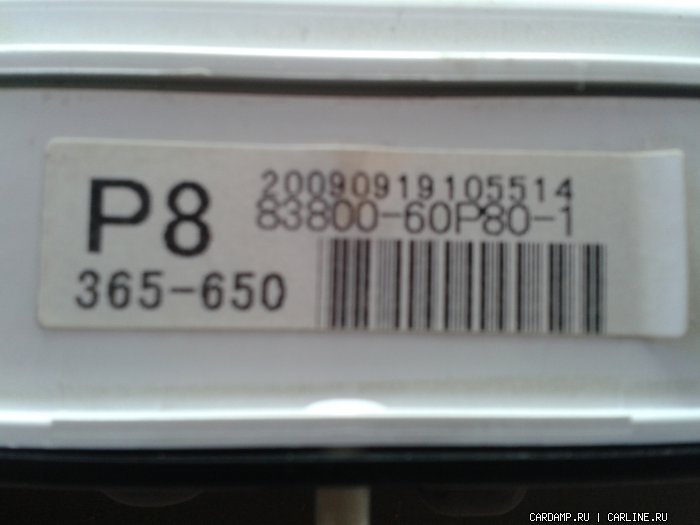 P8
365-650
20090919105514
83800-60P80-1
CARDAMP.RU | CARLINE.RU